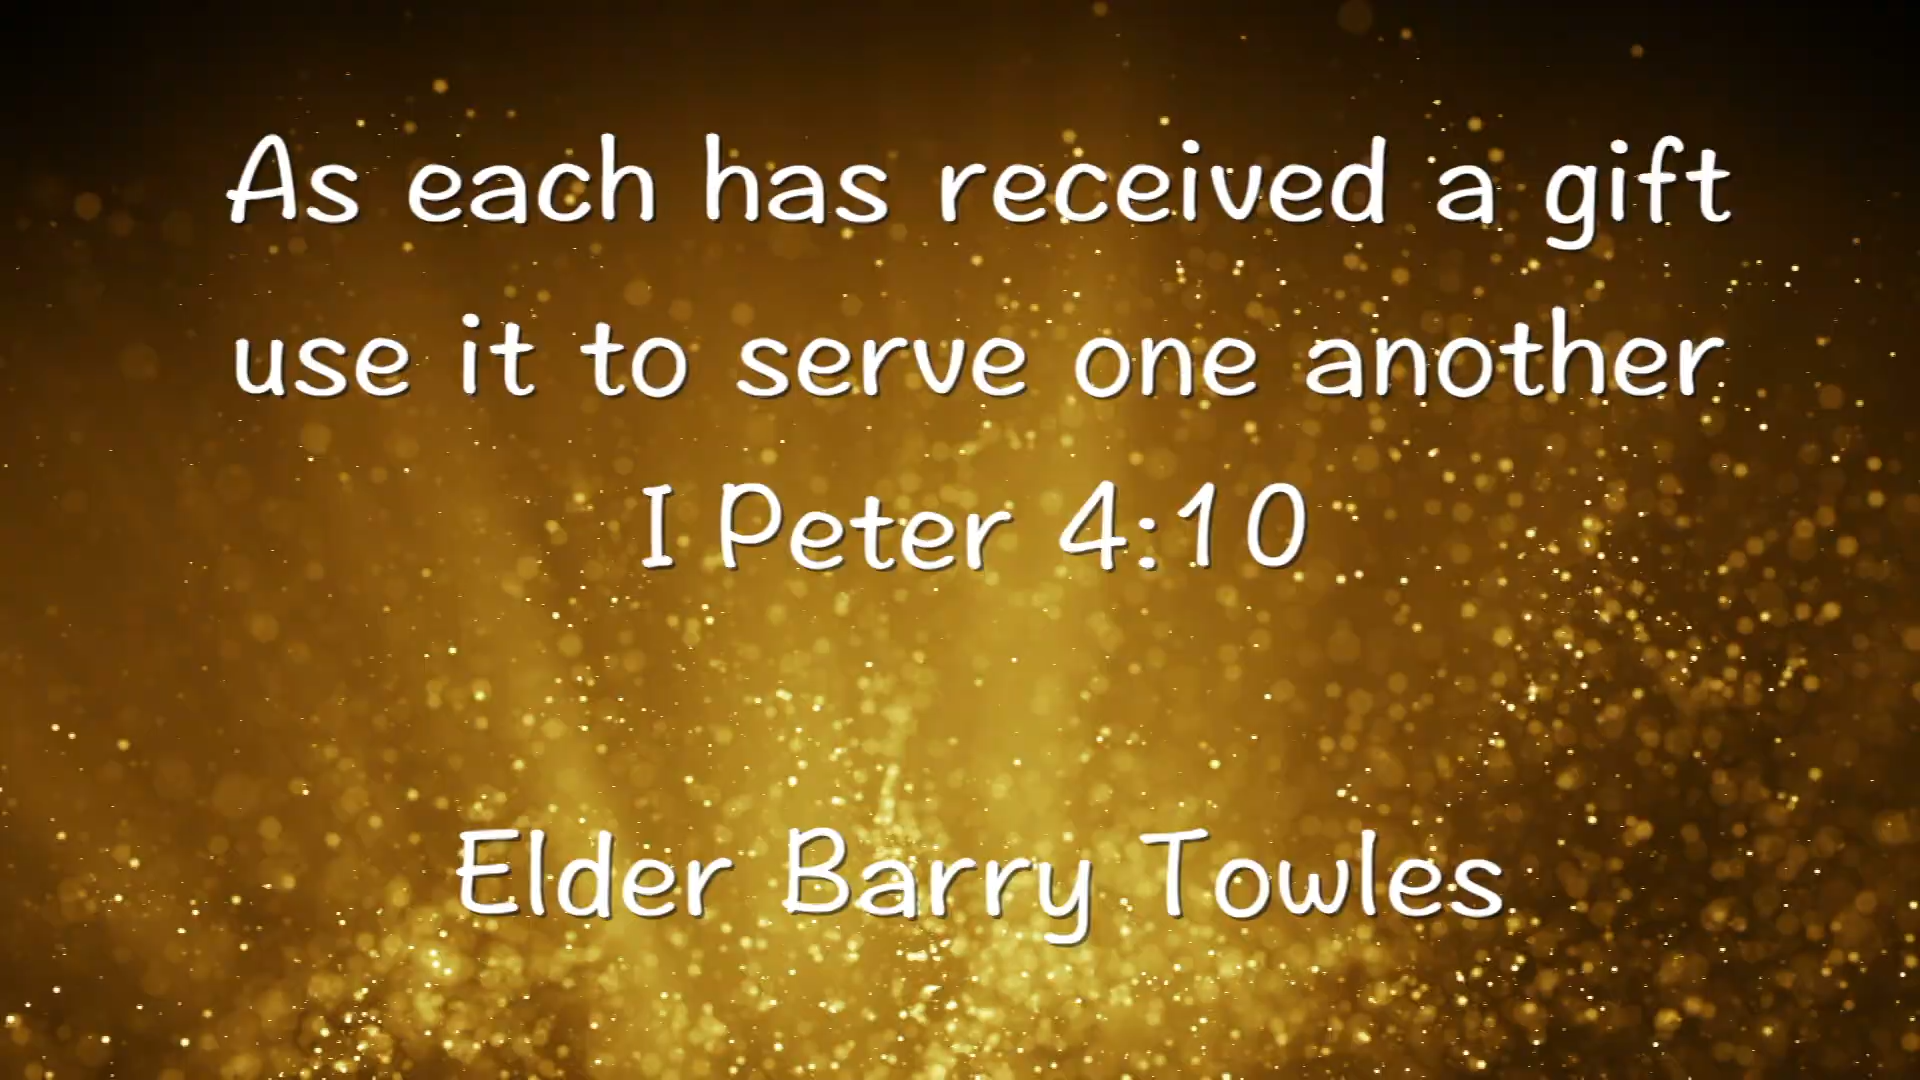 As each has received a gift
use it to serve one another
I Peter 4:10
Elder Barry Towles